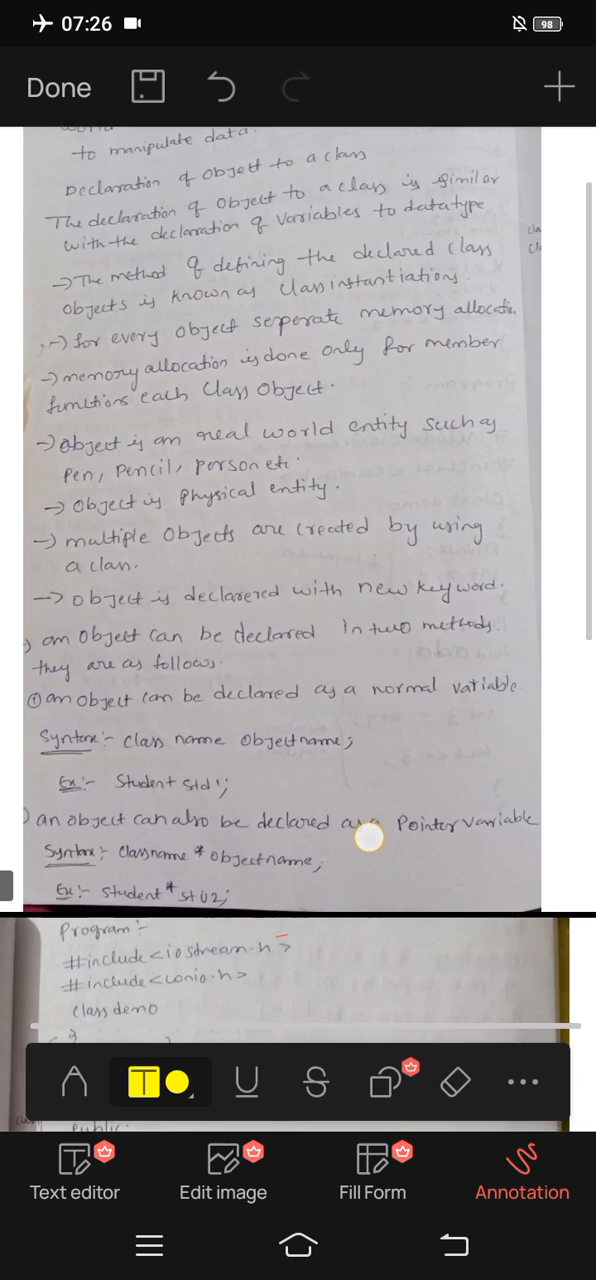 07:26
98
Done
to manipulate data.
Declaration of Object to a class
The declaration of Object to a class is similar
with the declaration of variables to datatype
→ The method of defining the declared class
Objects is known as Class instantiations.
→ for every object seperate memory allocatin
→ memory allocation is done only for member
functions each Class Object.
→ Object is an real world entity such as
Pen, Pencil, person etc.
→ Object is Physical entity.
→ multiple Objects are created by using
a class.
→ Object is declarered with new keyword.
an Object can be declared in two methods.
they are as follows.
① an object can be declared as a normal variable
Syntax:- Class name Objectname;
Ex:- Student Std1;
an object can also be declared as a Pointer variable
Syntax:- Classname * objectname;
Ex:- Student * St02;
Program:-
#include<iostream.h>
#include<conio.h>
class demo
{
Public:
Text editor
Edit image
Fill Form
Annotation